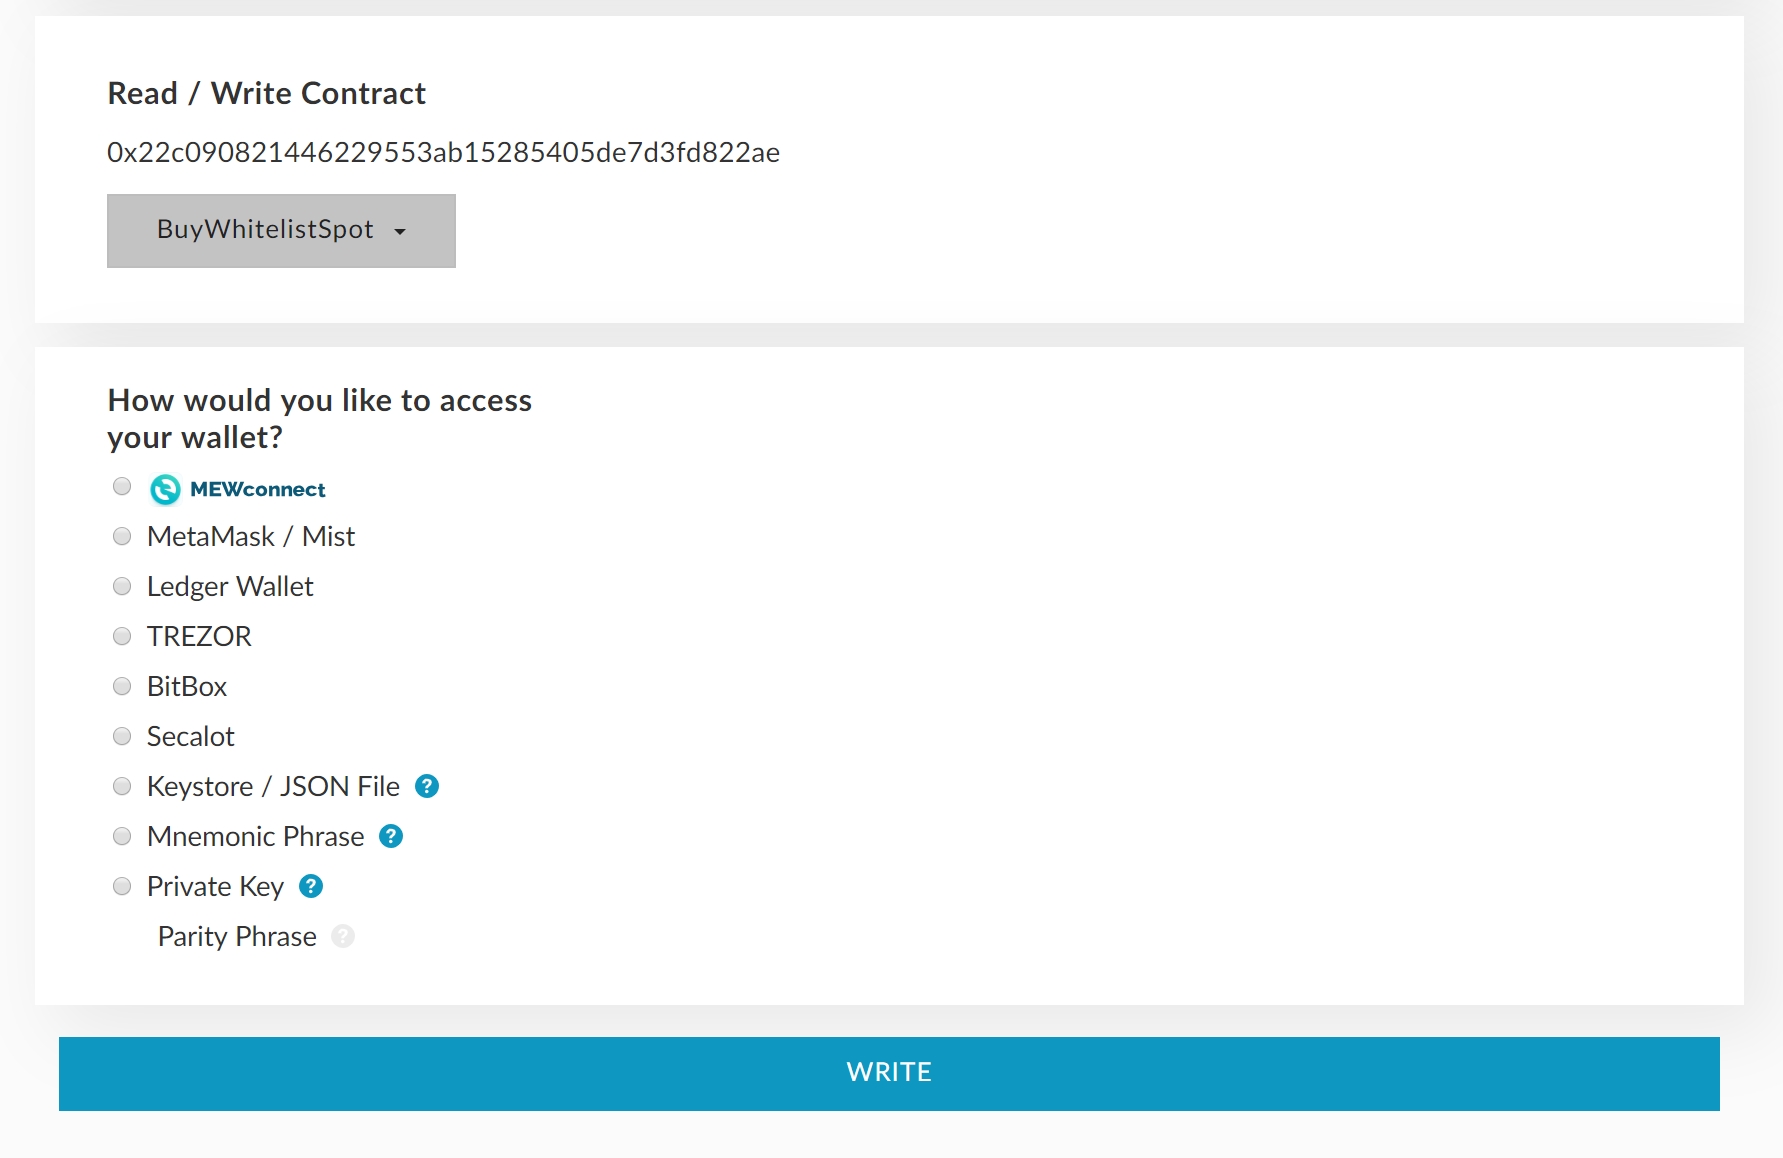 Read / Write Contract
0x22c090821446229553ab15285405de7d3fd822ae
BuyWhitelistSpot
How would you like to access
your wallet?
MEWconnect
MetaMask / Mist
Ledger Wallet
TREZOR
BitBox
Secalot
Keystore / JSON File ?
Mnemonic Phrase ?
Private Key ?
Parity Phrase ?
WRITE